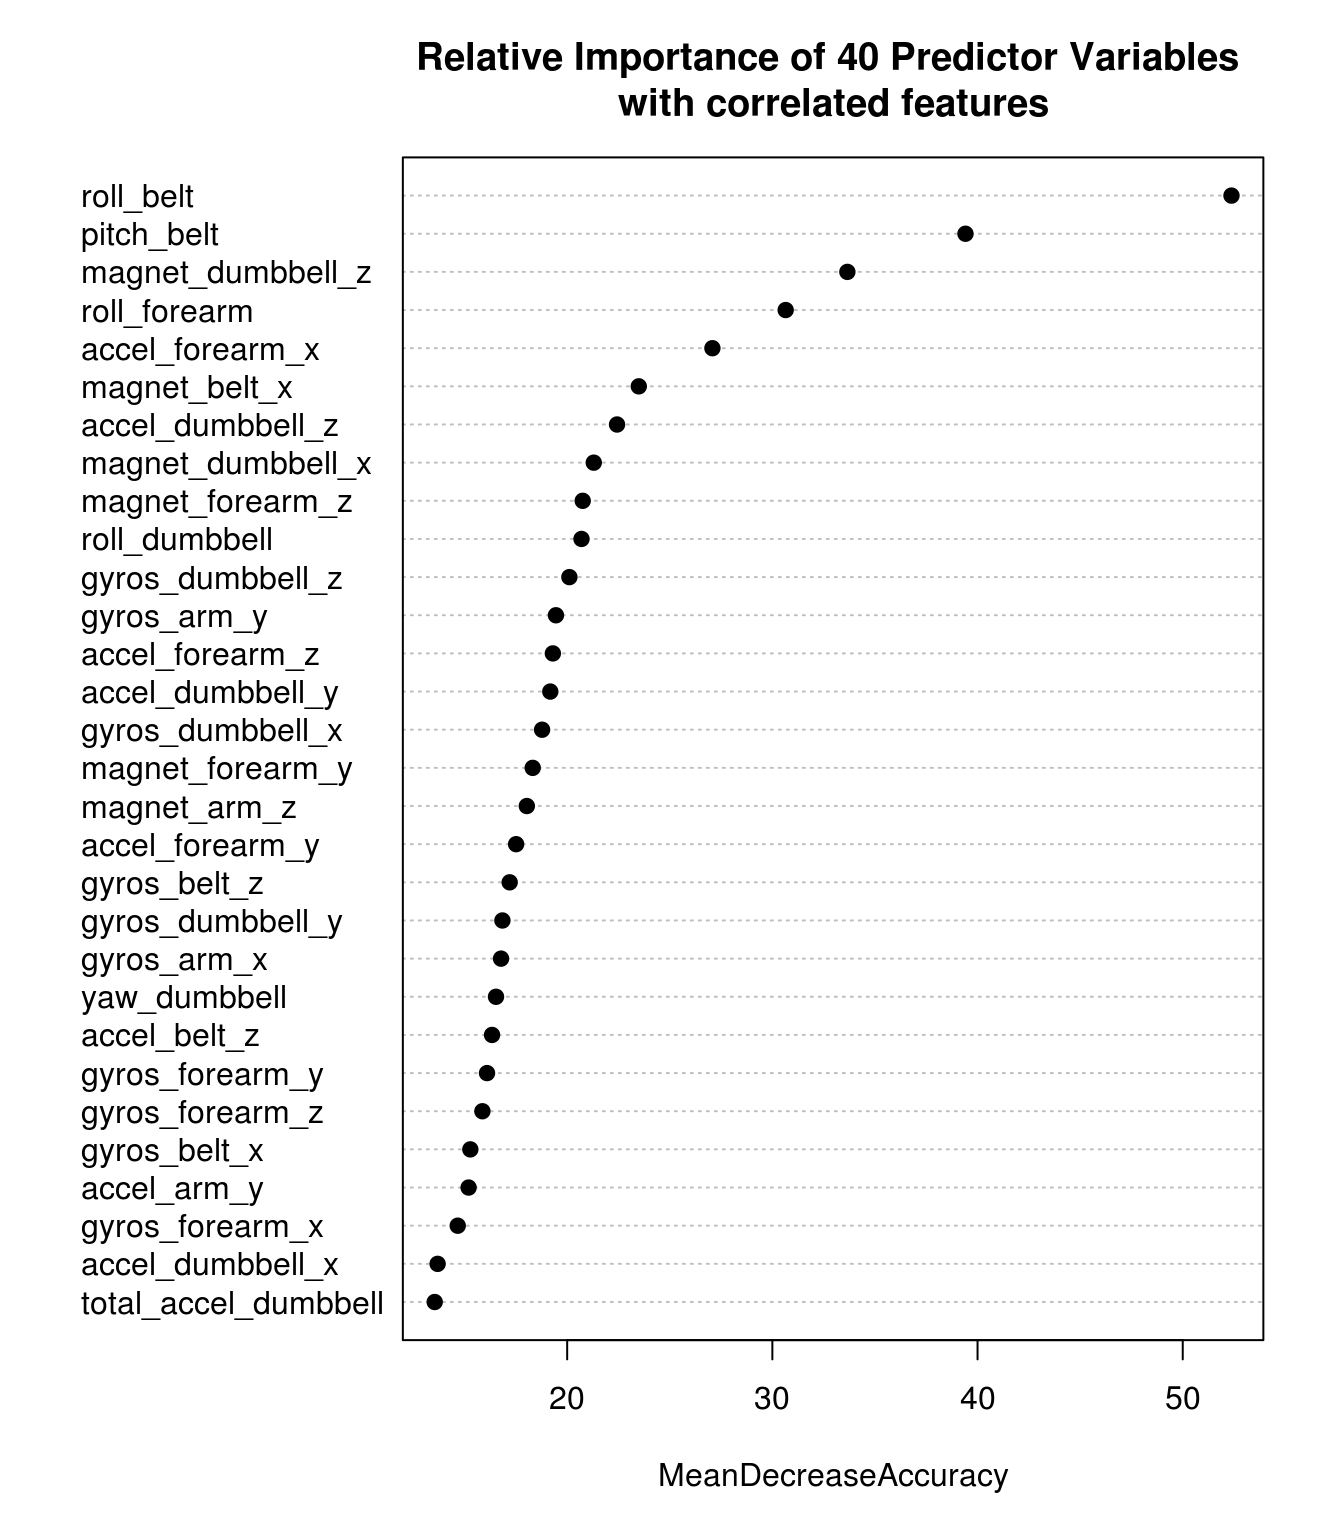 Relative Importance of 40 Predictor Variables
with correlated features
roll_belt
pitch_belt
magnet_dumbbell_z
roll_forearm
accel_forearm_x
magnet_belt_x
accel_dumbbell_z
magnet_dumbbell_x
magnet_forearm_z
roll_dumbbell
gyros_dumbbell_z
gyros_arm_y
accel_forearm_z
accel_dumbbell_y
gyros_dumbbell_x
magnet_forearm_y
magnet_arm_z
accel_forearm_y
gyros_belt_z
gyros_dumbbell_y
gyros_arm_x
yaw_dumbbell
accel_belt_z
gyros_forearm_y
gyros_forearm_z
gyros_belt_x
accel_arm_y
gyros_forearm_x
accel_dumbbell_x
total_accel_dumbbell
20 30 40 50
MeanDecreaseAccuracy